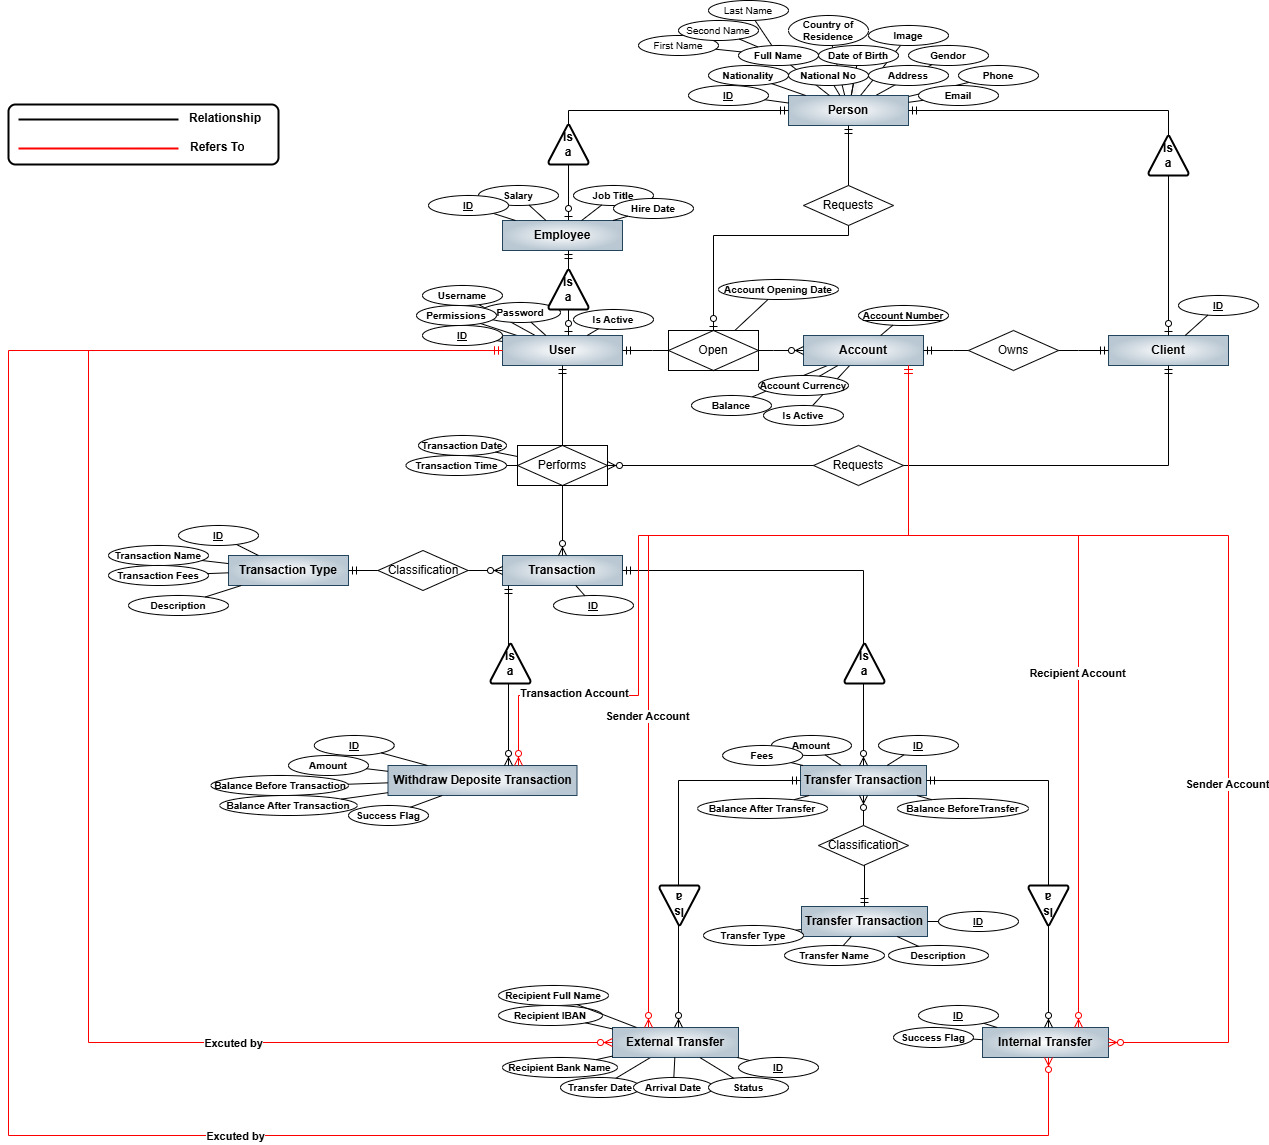 Last Name
Second Name
Country of
Residence
Image
First Name
Full Name
Date of Birth
Gendor
Nationality
National No
Address
Phone
ID
Email
Person
Relationship
Refers To
Is
a
Is
a
Salary
Job Title
ID
Hire Date
Requests
Employee
Is
a
Username
Account Opening Date
ID
Permissions
Password
Is Active
Account Number
ID
User
Open
Account
Owns
Client
Account Currency
Balance
Is Active
Transaction Date
Transaction Time
Performs
Requests
ID
Transaction Name
Transaction Fees
Transaction Type
Classification
Transaction
Description
ID
Is
a
Is
a
Recipient Account
Transaction Account
Sender Account
ID
Amount
Amount
ID
Fees
Balance Before Transaction
Withdraw Deposite Transaction
Transfer Transaction
Sender Account
Balance After Transaction
Success Flag
Balance After Transfer
Balance BeforeTransfer
Classification
Is
a
Is
a
Transfer Transaction
ID
Transfer Type
Transfer Name
Description
Recipient Full Name
Recipient IBAN
ID
Success Flag
Excuted by
External Transfer
Internal Transfer
Recipient Bank Name
ID
Transfer Date
Arrival Date
Status
Excuted by